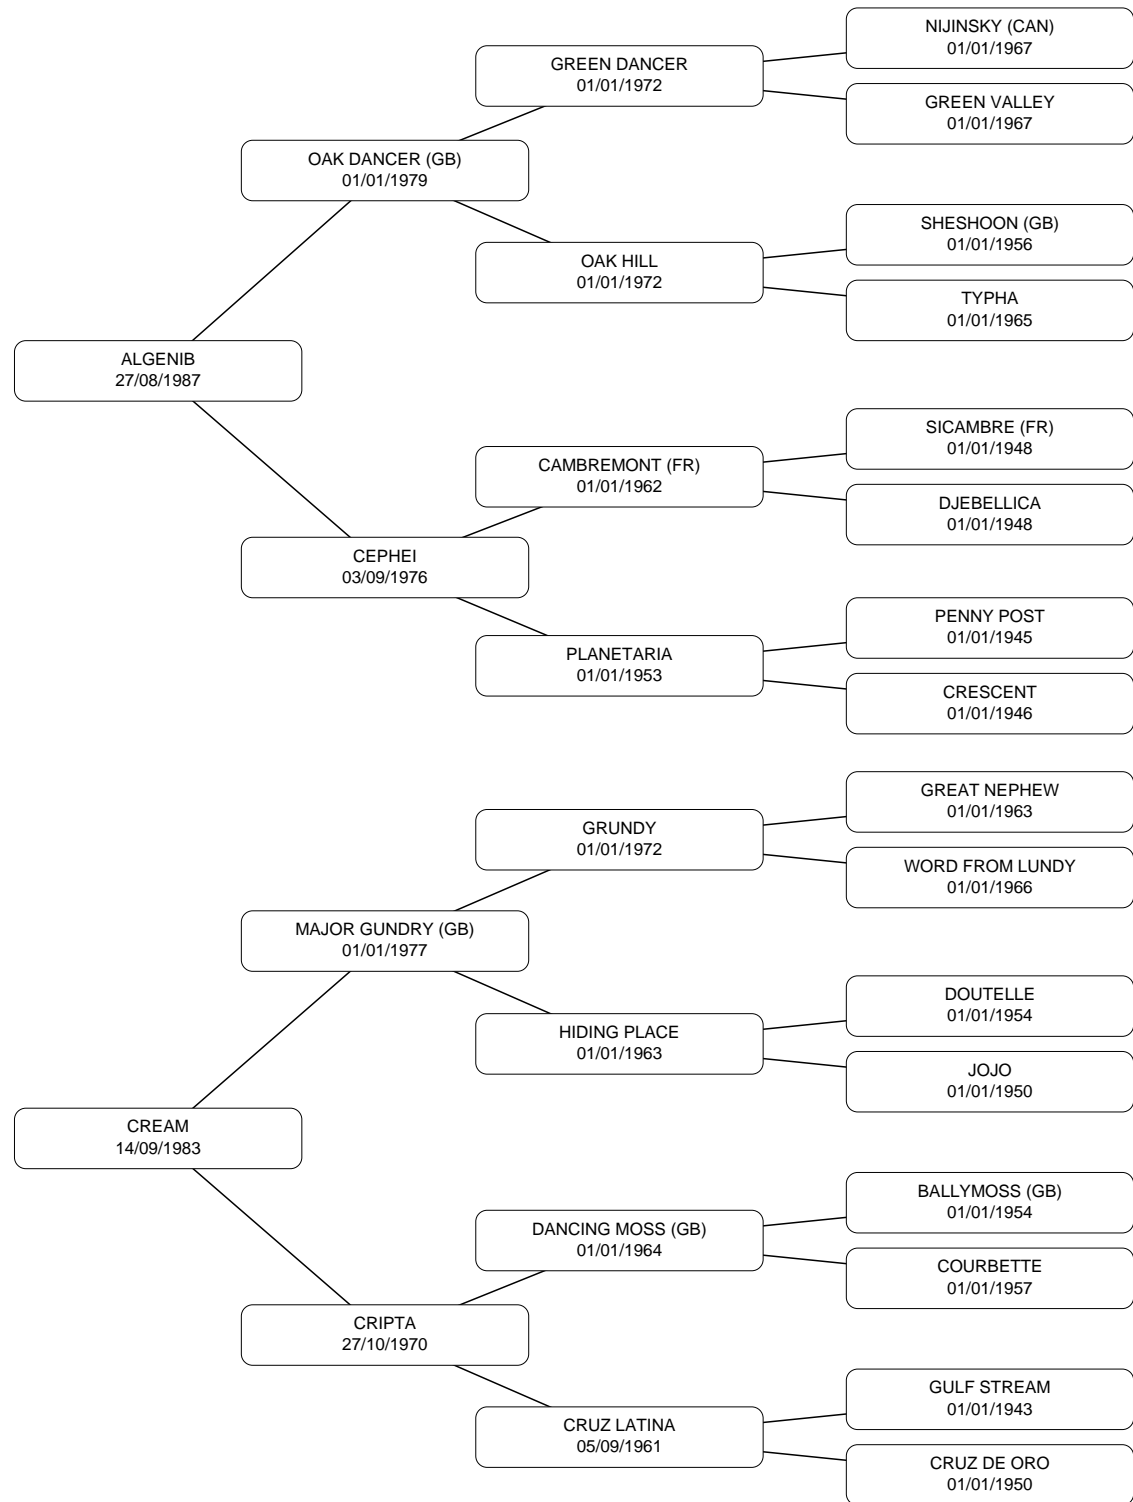 NIJINSKY (CAN)
01/01/1967
GREEN DANCER
01/01/1972
GREEN VALLEY
01/01/1967
OAK DANCER (GB)
01/01/1979
SHESHOON (GB)
01/01/1956
OAK HILL
01/01/1972
TYPHA
01/01/1965
ALGENIB
27/08/1987
SICAMBRE (FR)
01/01/1948
CAMBREMONT (FR)
01/01/1962
DJEBELLICA
01/01/1948
CEPHEI
03/09/1976
PENNY POST
01/01/1945
PLANETARIA
01/01/1953
CRESCENT
01/01/1946
GREAT NEPHEW
01/01/1963
GRUNDY
01/01/1972
WORD FROM LUNDY
01/01/1966
MAJOR GUNDRY (GB)
01/01/1977
DOUTELLE
01/01/1954
HIDING PLACE
01/01/1963
JOJO
01/01/1950
CREAM
14/09/1983
BALLYMOSS (GB)
01/01/1954
DANCING MOSS (GB)
01/01/1964
COURBETTE
01/01/1957
CRIPTA
27/10/1970
GULF STREAM
01/01/1943
CRUZ LATINA
05/09/1961
CRUZ DE ORO
01/01/1950